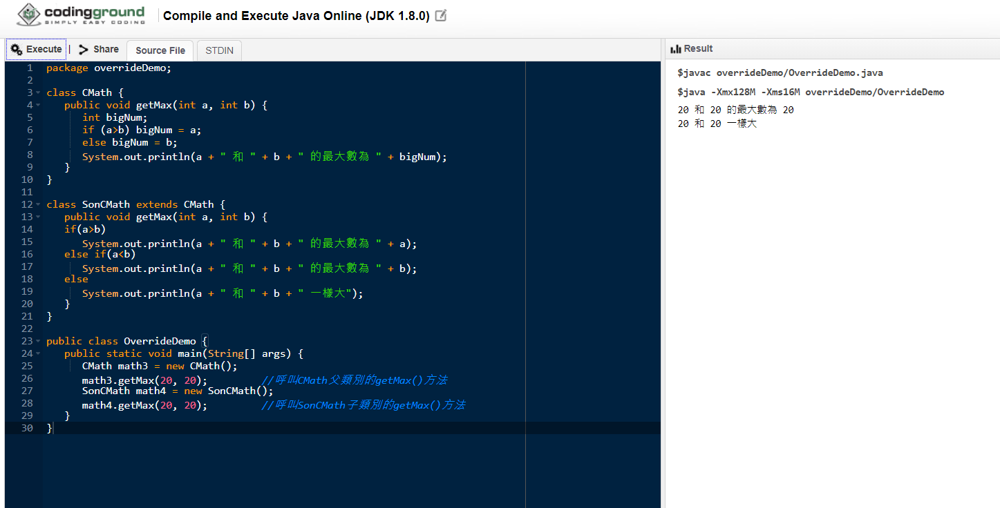 codingground
SIMPLY EASY CODING
Compile and Execute Java Online (JDK 1.8.0)
Execute | Share Source File STDIN
1 package overrideDemo;
2
3 class CMath {
4 public void getMax(int a, int b) {
5 int bigNum;
6 if (a>b) bigNum = a;
7 else bigNum = b;
8 System.out.println(a + " 和 " + b + " 的最大數為 " + bigNum);
9 }
10 }
11
12 class SonCMath extends CMath {
13 public void getMax(int a, int b) {
14 if(a>b)
15 System.out.println(a + " 和 " + b + " 的最大數為 " + a);
16 else if(a<b)
17 System.out.println(a + " 和 " + b + " 的最大數為 " + b);
18 else
19 System.out.println(a + " 和 " + b + " 一樣大");
20 }
21 }
22
23 public class OverrideDemo {
24 public static void main(String[] args) {
25 CMath math3 = new CMath();
26 math3.getMax(20, 20); //呼叫CMath父類別的getMax()方法
27 SonCMath math4 = new SonCMath();
28 math4.getMax(20, 20); //呼叫SonCMath子類別的getMax()方法
29 }
30 }
Result
$javac overrideDemo/OverrideDemo.java
$java -Xmx128M -Xms16M overrideDemo/OverrideDemo
20 和 20 的最大數為 20
20 和 20 一樣大